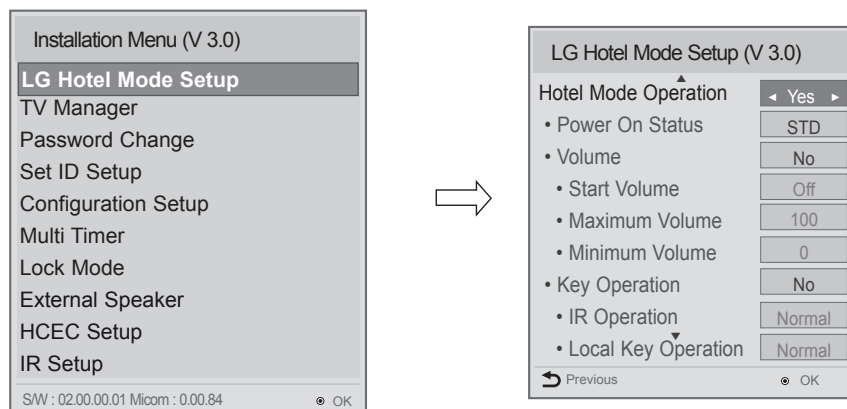 Installation Menu (V 3.0)
LG Hotel Mode Setup
TV Manager
Password Change
Set ID Setup
Configuration Setup
Multi Timer
Lock Mode
External Speaker
HCEC Setup
IR Setup
S/W : 02.00.00.01 Micom : 0.00.84 ◉ OK
LG Hotel Mode Setup (V 3.0)
Hotel Mode Operation ◄ Yes ►
• Power On Status STD
• Volume No
• Start Volume Off
• Maximum Volume 100
• Minimum Volume 0
• Key Operation No
• IR Operation Normal
• Local Key Operation Normal
Previous ◉ OK